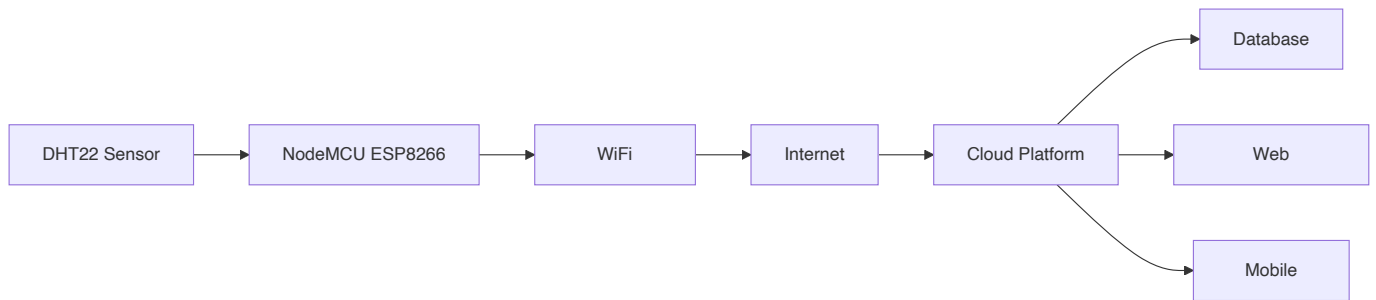 DHT22 Sensor
NodeMCU ESP8266
WiFi
Internet
Cloud Platform
Database
Web
Mobile